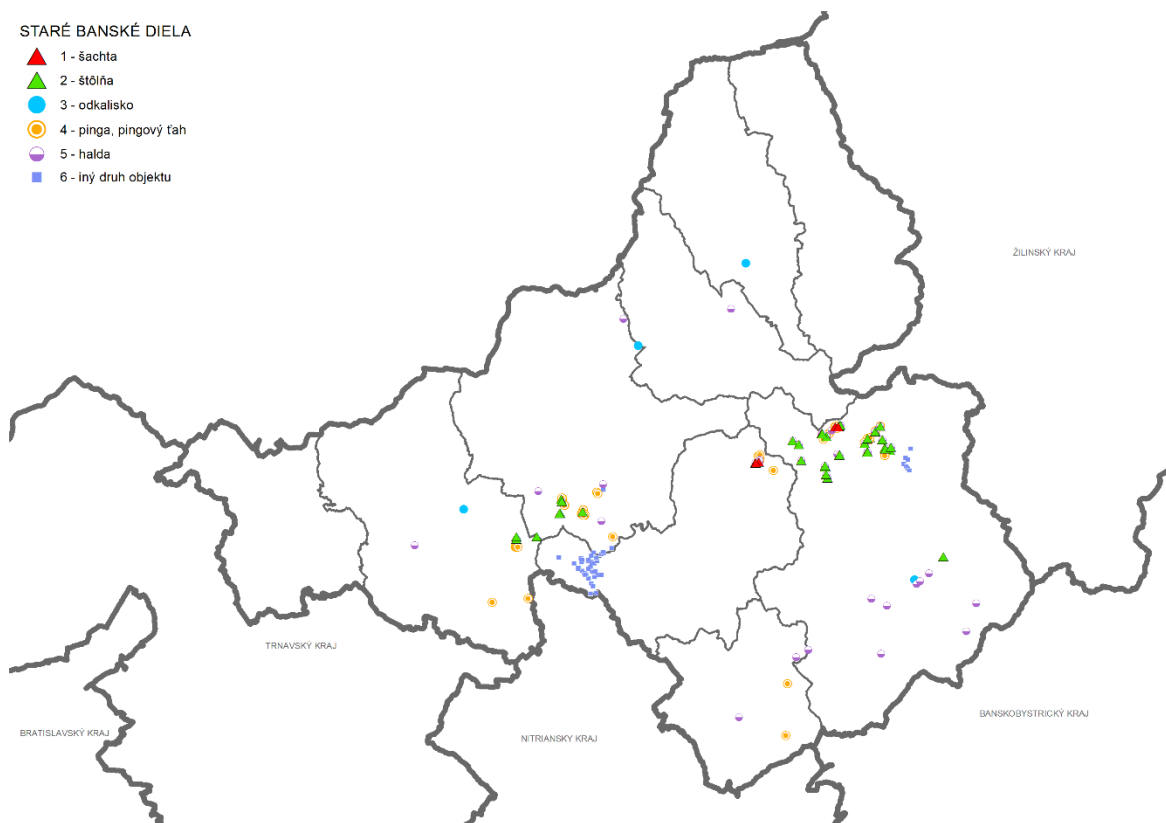 STARÉ BANSKÉ DIELA
1 - šachta
2 - štôlňa
3 - odkalisko
4 - pinga, pingový ťah
5 - halda
6 - iný druh objektu
ŽILINSKÝ KRAJ
TRNAVSKÝ KRAJ
BANSKOBYSTRICKÝ KRAJ
BRATISLAVSKÝ KRAJ
NITRIANSKY KRAJ